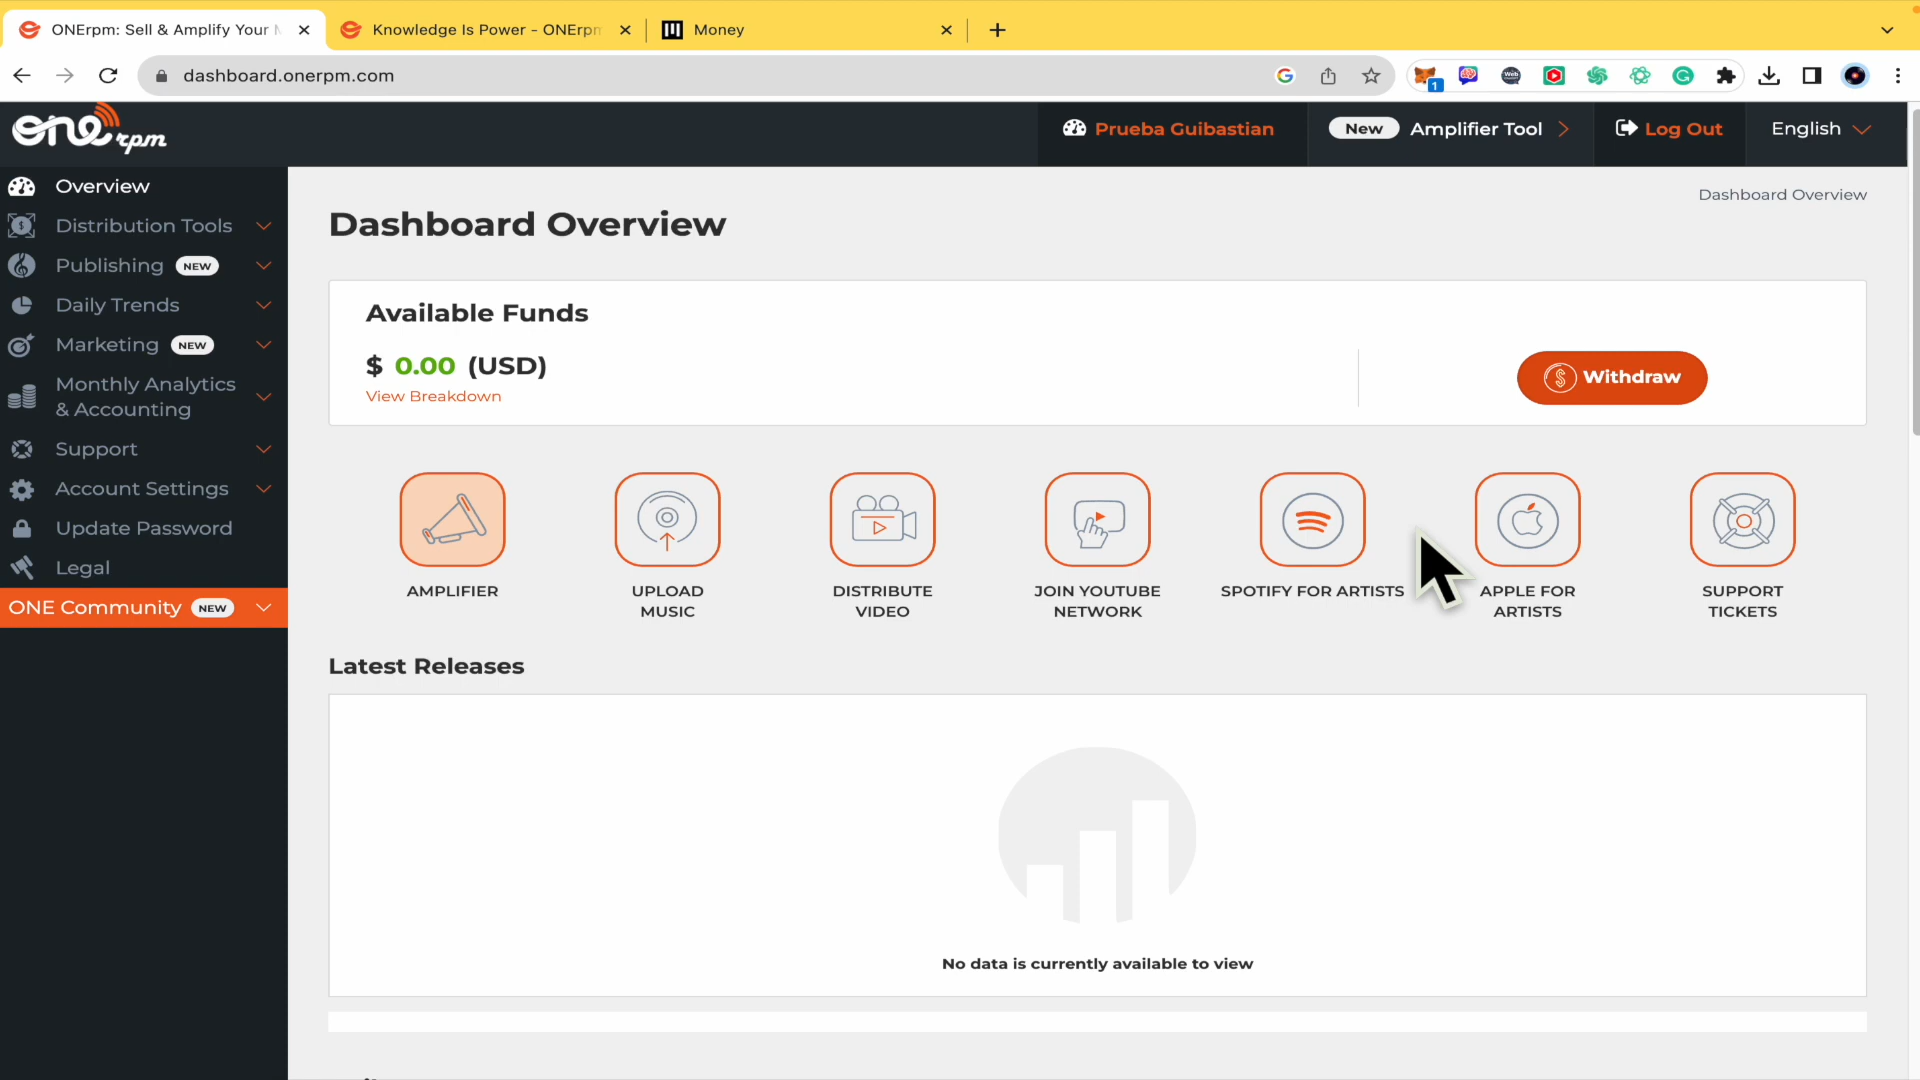 ONErpm: Sell & Amplify Your M
Knowledge Is Power - ONErpm
Money
dashboard.onerpm.com
1
one rpm
Prueba Guibastian
New Amplifier Tool
Log Out
English
Overview
Distribution Tools
Publishing NEW
Daily Trends
Marketing NEW
Monthly Analytics
& Accounting
Support
Account Settings
Update Password
Legal
ONE Community NEW
Dashboard Overview
Dashboard Overview
Available Funds
$ 0.00 (USD)
View Breakdown
Withdraw
AMPLIFIER
UPLOAD
MUSIC
DISTRIBUTE
VIDEO
JOIN YOUTUBE
NETWORK
SPOTIFY FOR ARTISTS
APPLE FOR
ARTISTS
SUPPORT
TICKETS
Latest Releases
No data is currently available to view